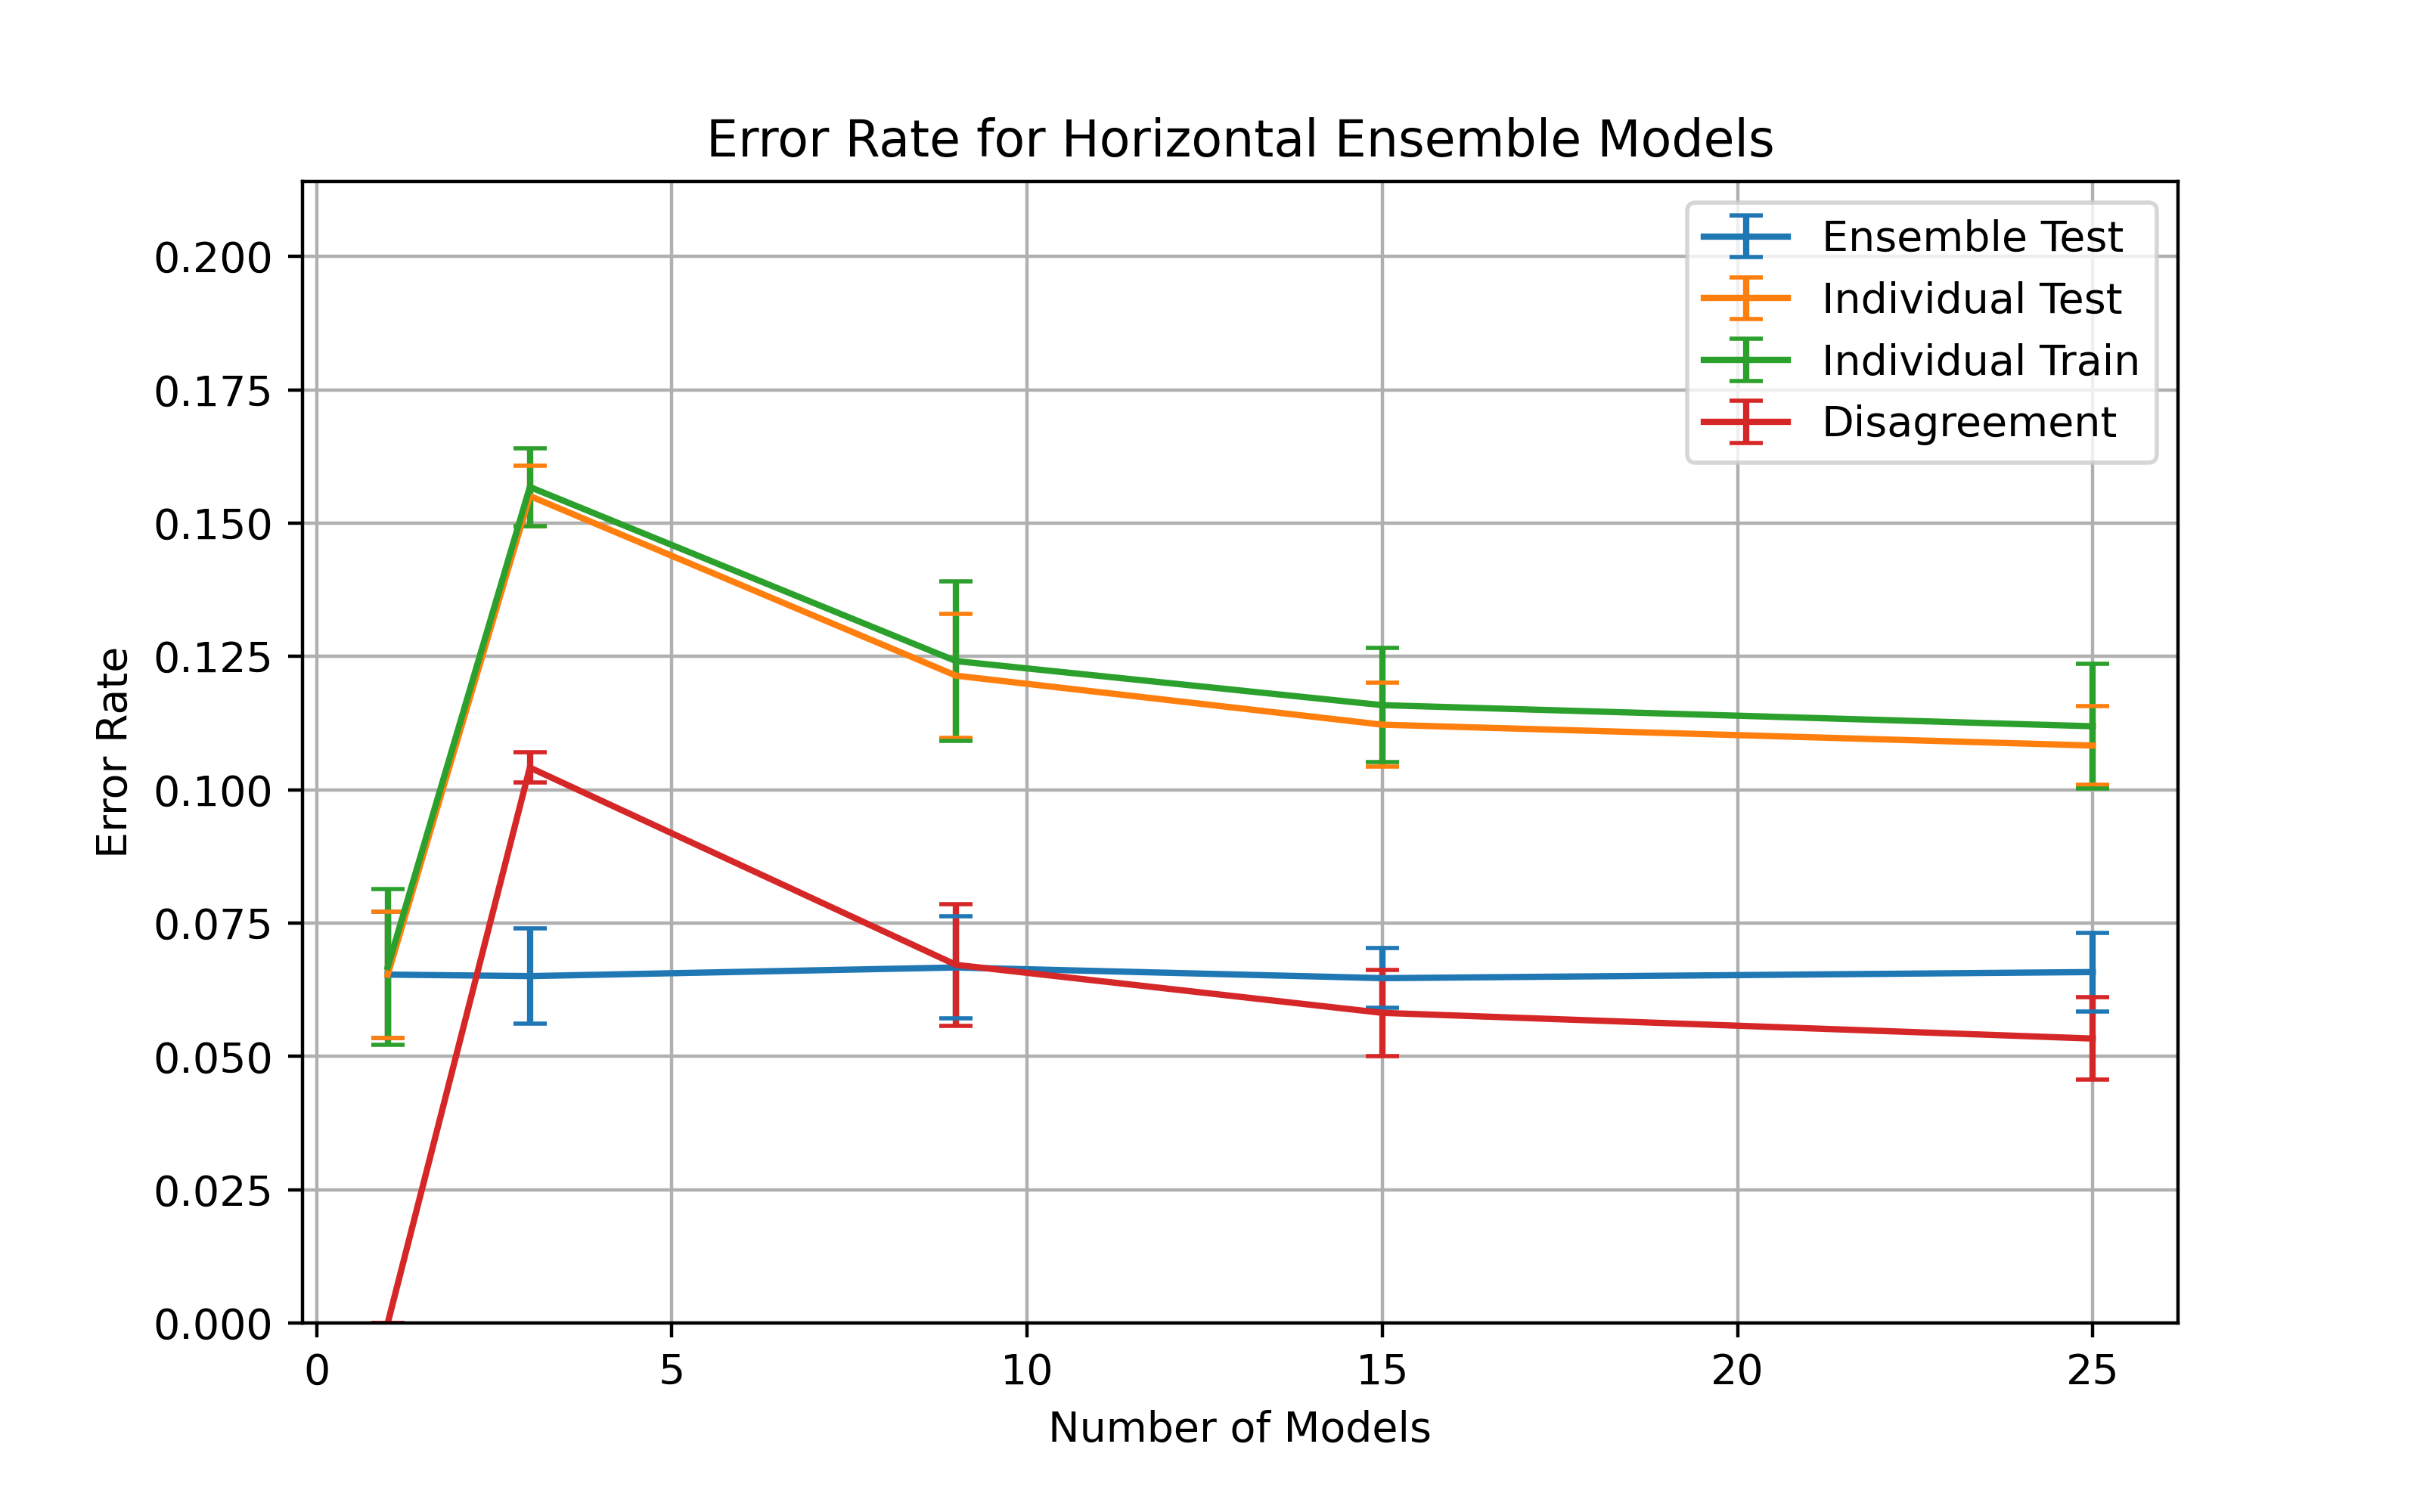 Error Rate for Horizontal Ensemble Models
Ensemble Test
Individual Test
Individual Train
Disagreement
Error Rate
0.200
0.175
0.150
0.125
0.100
0.075
0.050
0.025
0.000
0 5 10 15 20 25
Number of Models